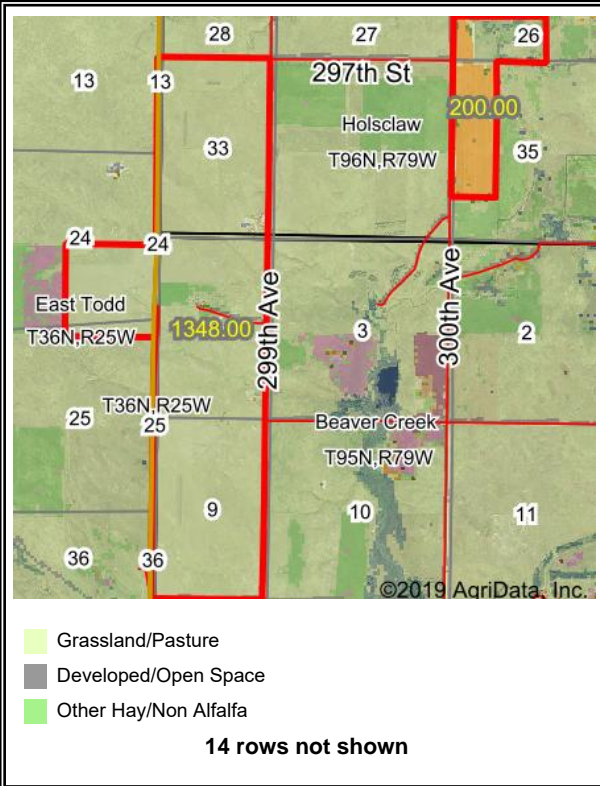 28
27
26
13
13
297th St
200.00
Holsclaw
33
T96N,R79W
35
24
24
East Todd
T36N,R25W
1348.00
299th Ave
3
300th Ave
2
T36N,R25W
25
25
Beaver Creek
T95N,R79W
9
10
11
36
36
©2019 AgriData, Inc.
Grassland/Pasture
Developed/Open Space
Other Hay/Non Alfalfa
14 rows not shown